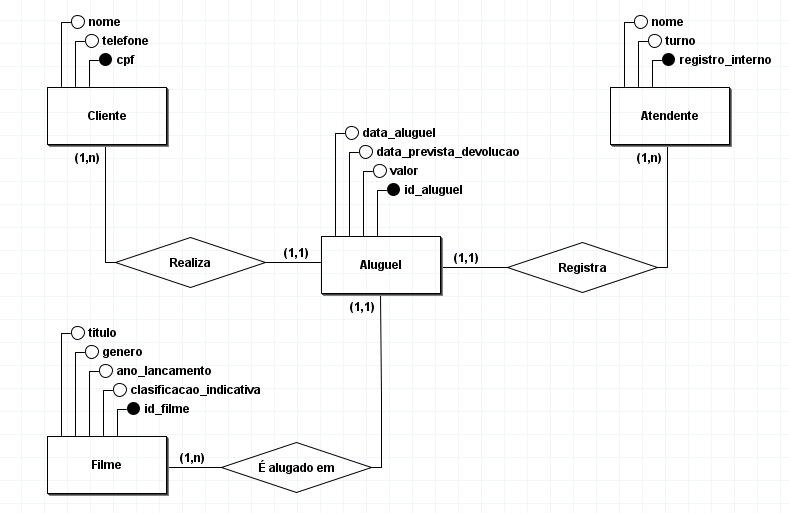 nome
telefone
cpf
Cliente
(1,n)
nome
turno
registro_interno
Atendente
(1,n)
data_aluguel
data_prevista_devolucao
valor
id_aluguel
Realiza
(1,1)
Aluguel
(1,1)
Registra
(1,1)
titulo
genero
ano_lancamento
clasificacao_indicativa
id_filme
Filme
(1,n)
É alugado em